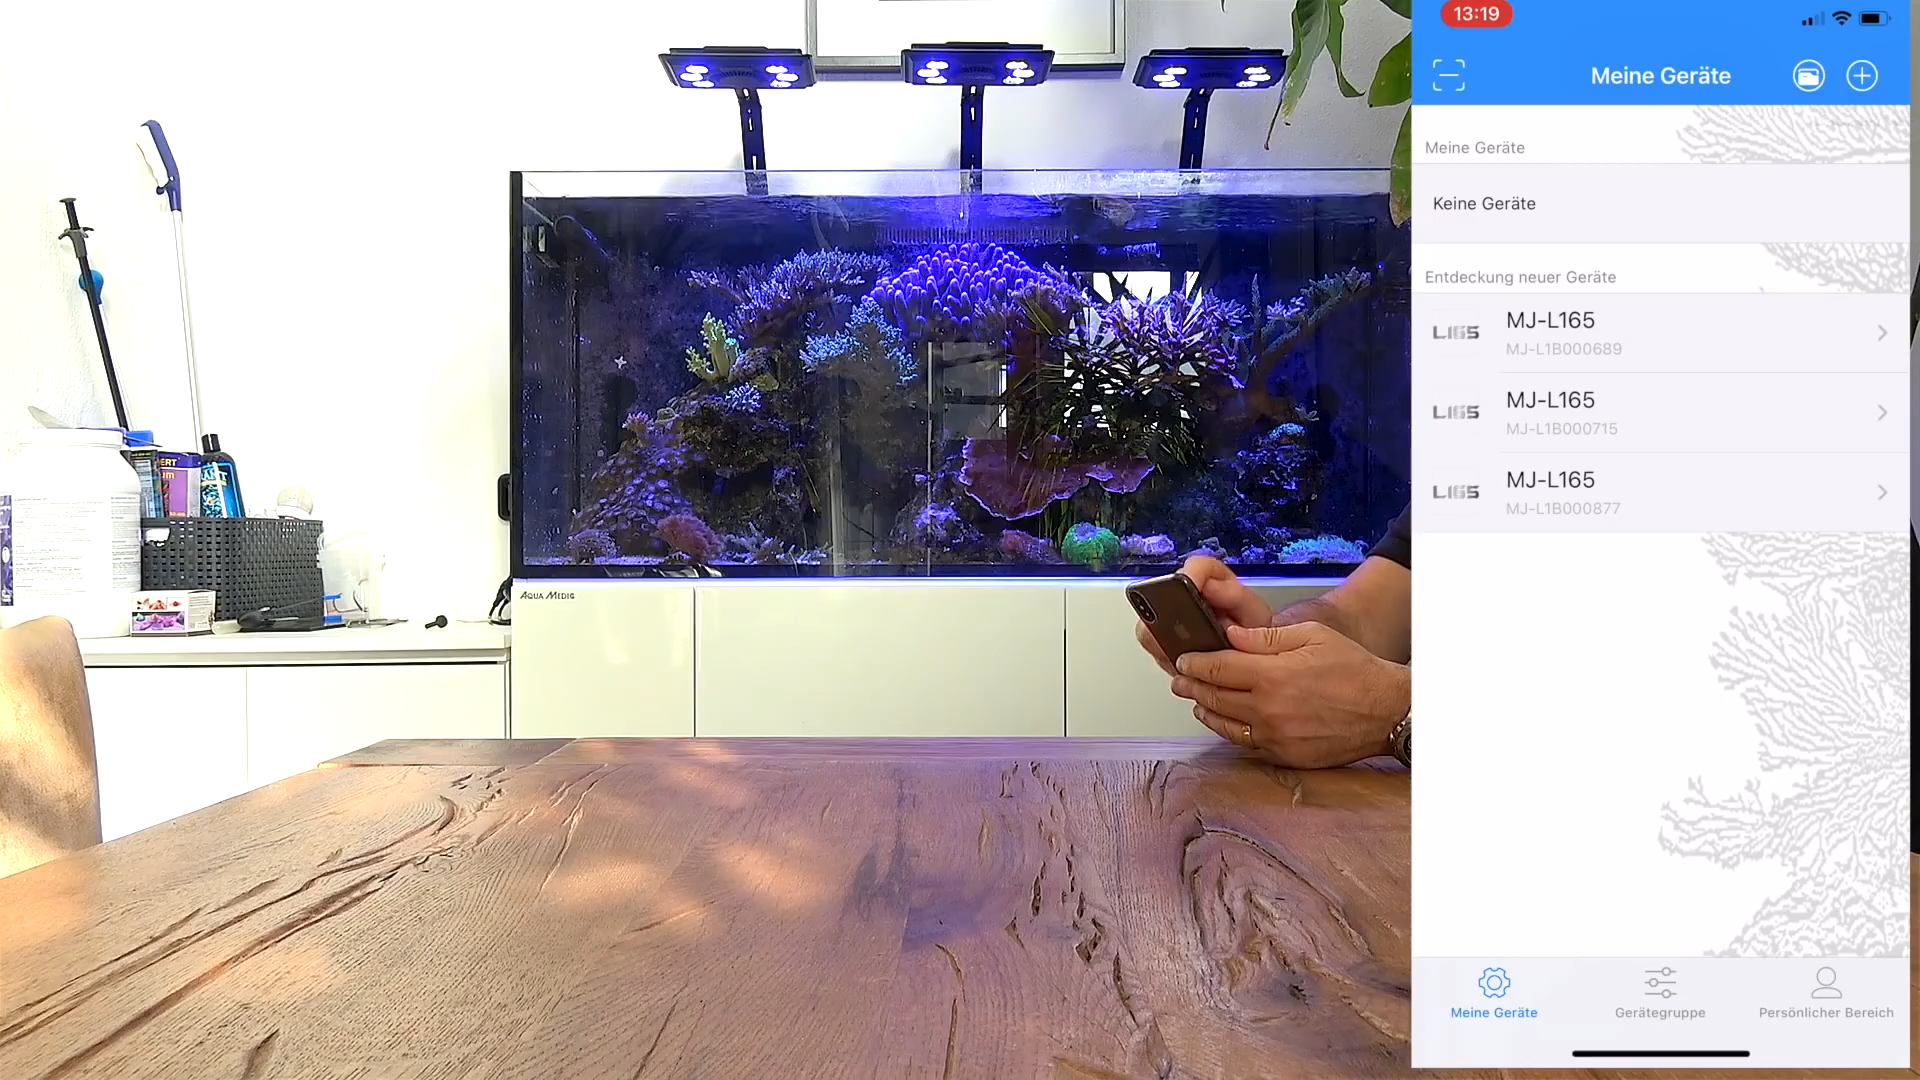 13:19
Meine Geräte
Meine Geräte
Keine Geräte
Entdeckung neuer Geräte
L165
MJ-L165
MJ-L1B000689
L165
MJ-L165
MJ-L1B000715
L165
MJ-L165
MJ-L1B000877
Meine Geräte
Gerätegruppe
Persönlicher Bereich
AQUA MEDIC